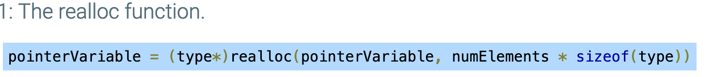 1: The realloc function.
pointerVariable = (type*)realloc(pointerVariable, numElements * sizeof(type))